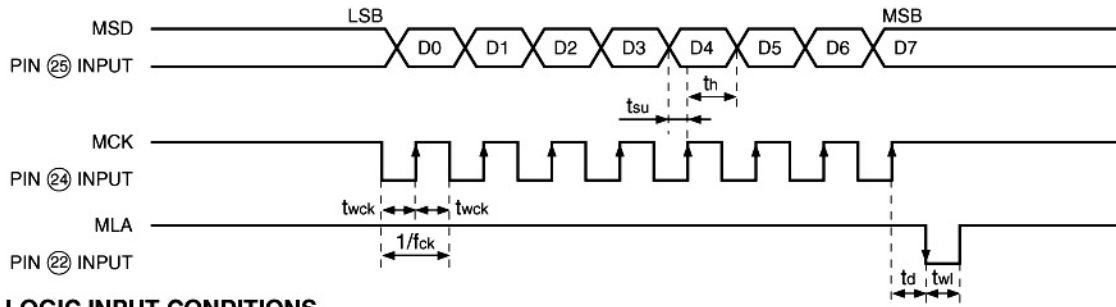 LSB MSB
MSD D0 D1 D2 D3 D4 D5 D6 D7
PIN ㉕ INPUT
th
tsu
MCK
PIN ㉔ INPUT
twck twck
MLA
1/fck
PIN ㉒ INPUT
td twl
LOGIC INPUT CONDITIONS